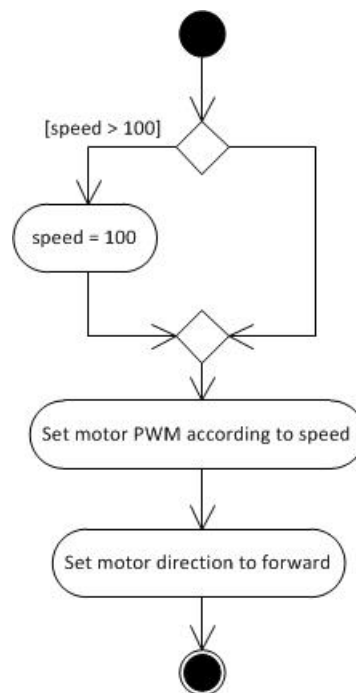 [speed > 100]
speed = 100
Set motor PWM according to speed
Set motor direction to forward